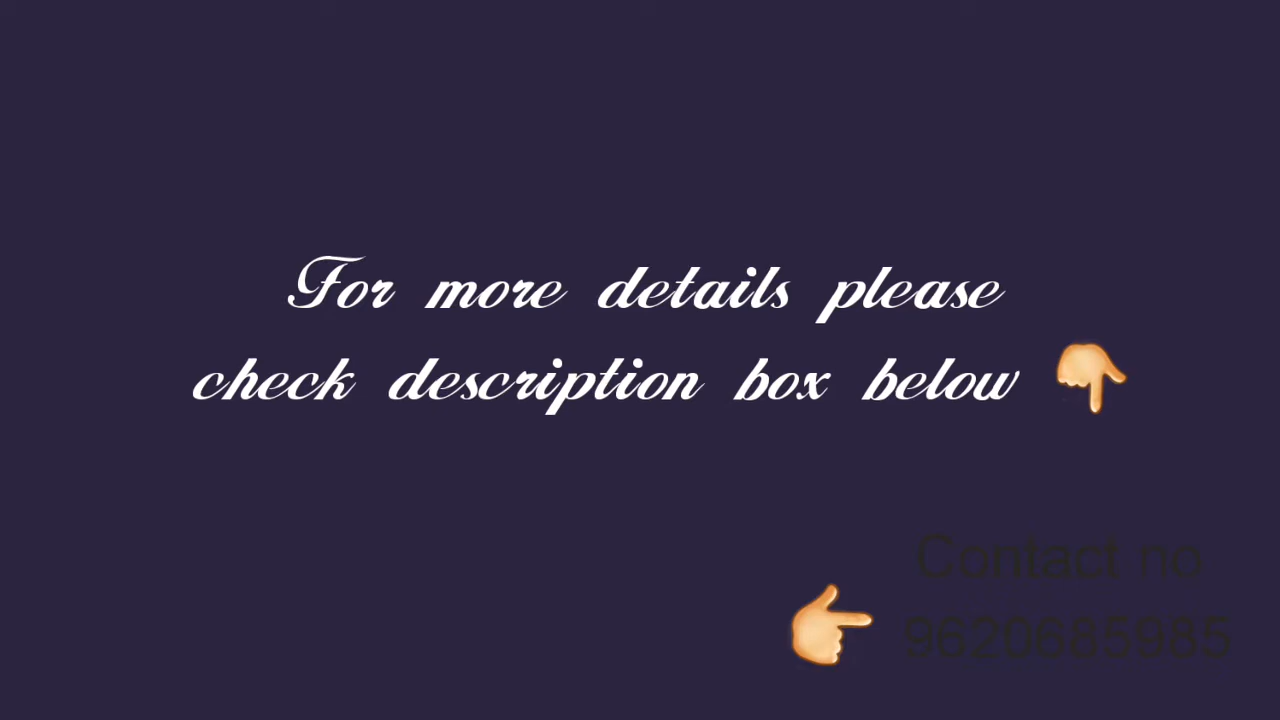 For more details please
check description box below 👇
Contact no
👉 9620685985